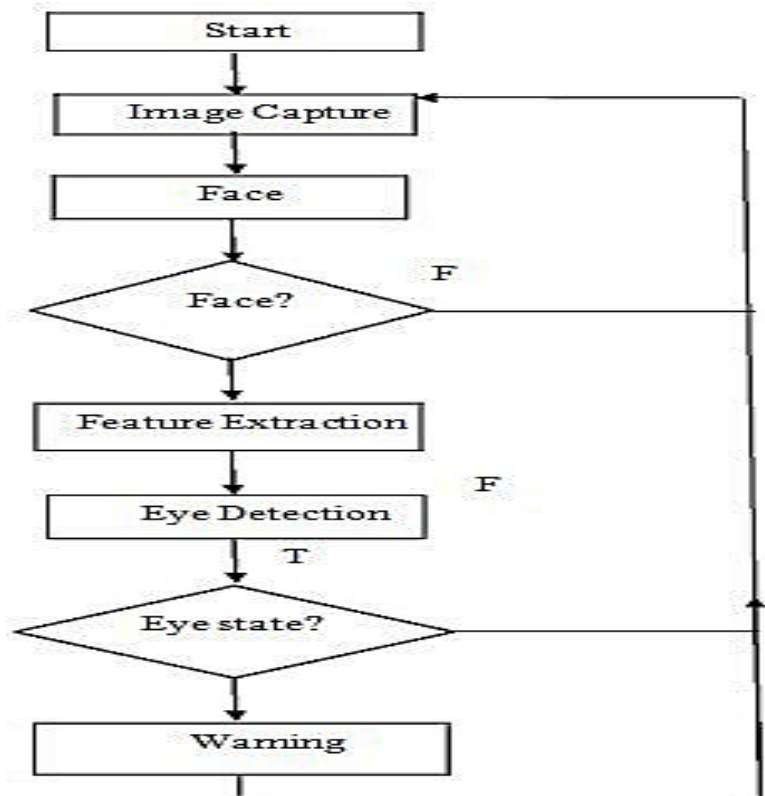 Start
Image Capture
Face
Face?
F
Feature Extraction
Eye Detection
F
T
Eye state?
Warning